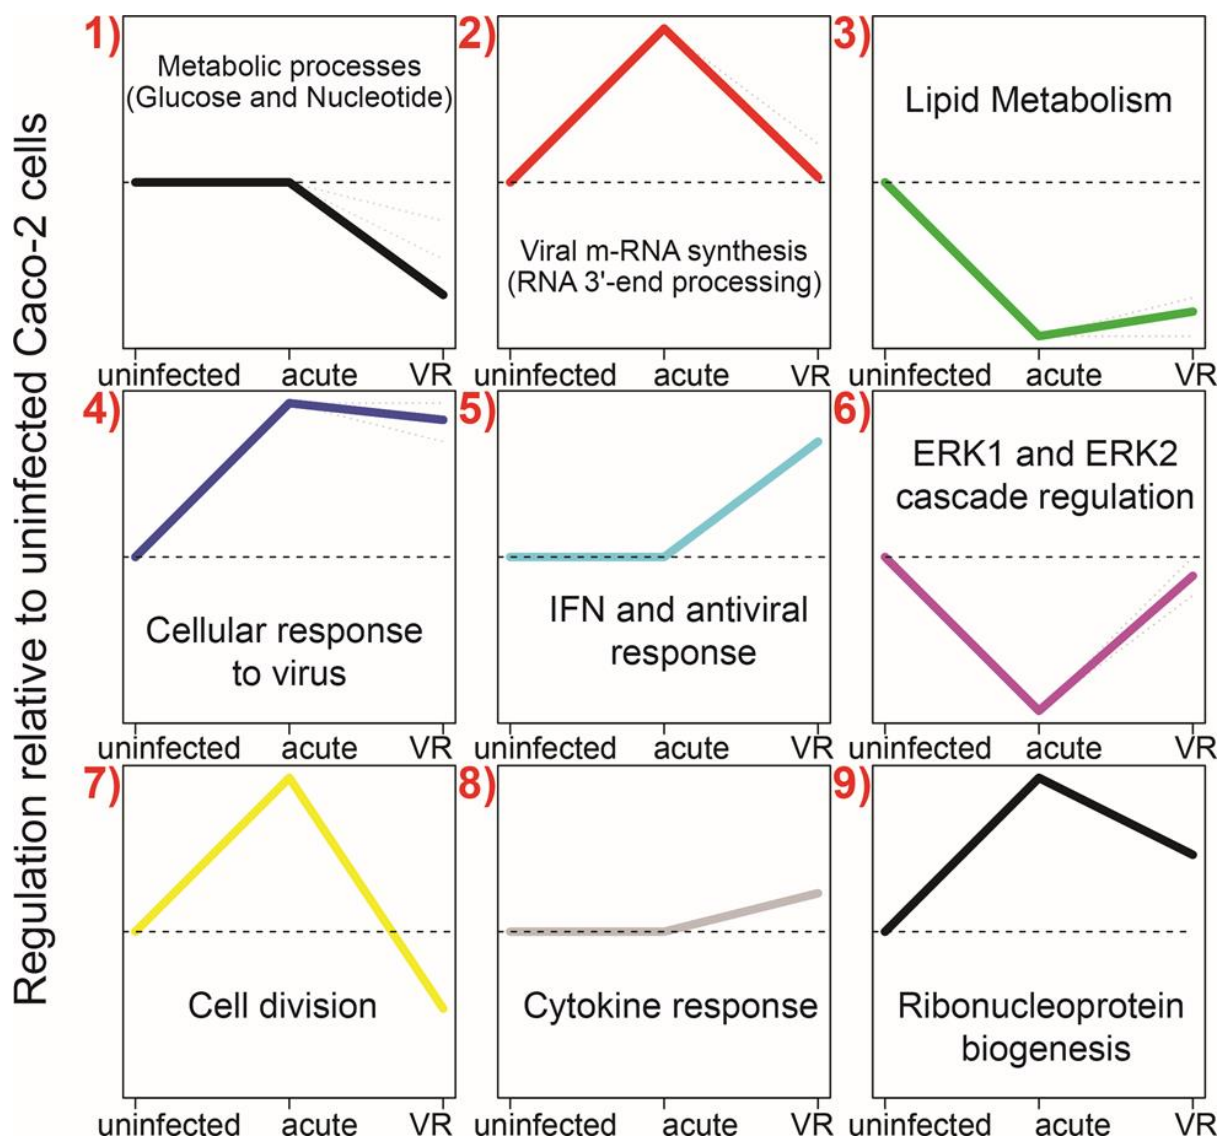 Regulation relative to uninfected Caco-2 cells
1)
Metabolic processes
(Glucose and Nucleotide)
uninfected acute VR
2)
Viral m-RNA synthesis
(RNA 3'-end processing)
uninfected acute VR
3)
Lipid Metabolism
uninfected acute VR
4)
Cellular response
to virus
uninfected acute VR
5)
IFN and antiviral
response
uninfected acute VR
6)
ERK1 and ERK2
cascade regulation
uninfected acute VR
7)
Cell division
uninfected acute VR
8)
Cytokine response
uninfected acute VR
9)
Ribonucleoprotein
biogenesis
uninfected acute VR